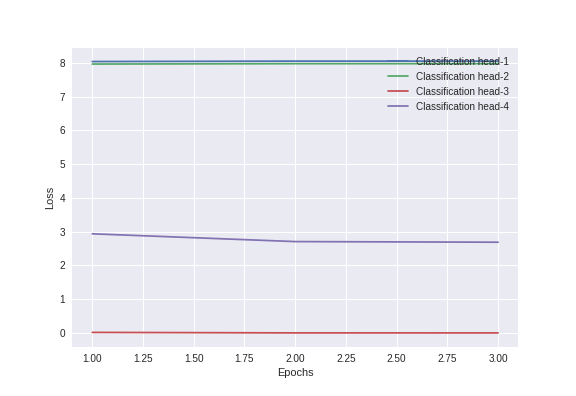 8
7
6
5
4
3
2
1
0
Loss
Classification head-1
Classification head-2
Classification head-3
Classification head-4
1.00 1.25 1.50 1.75 2.00 2.25 2.50 2.75 3.00
Epochs